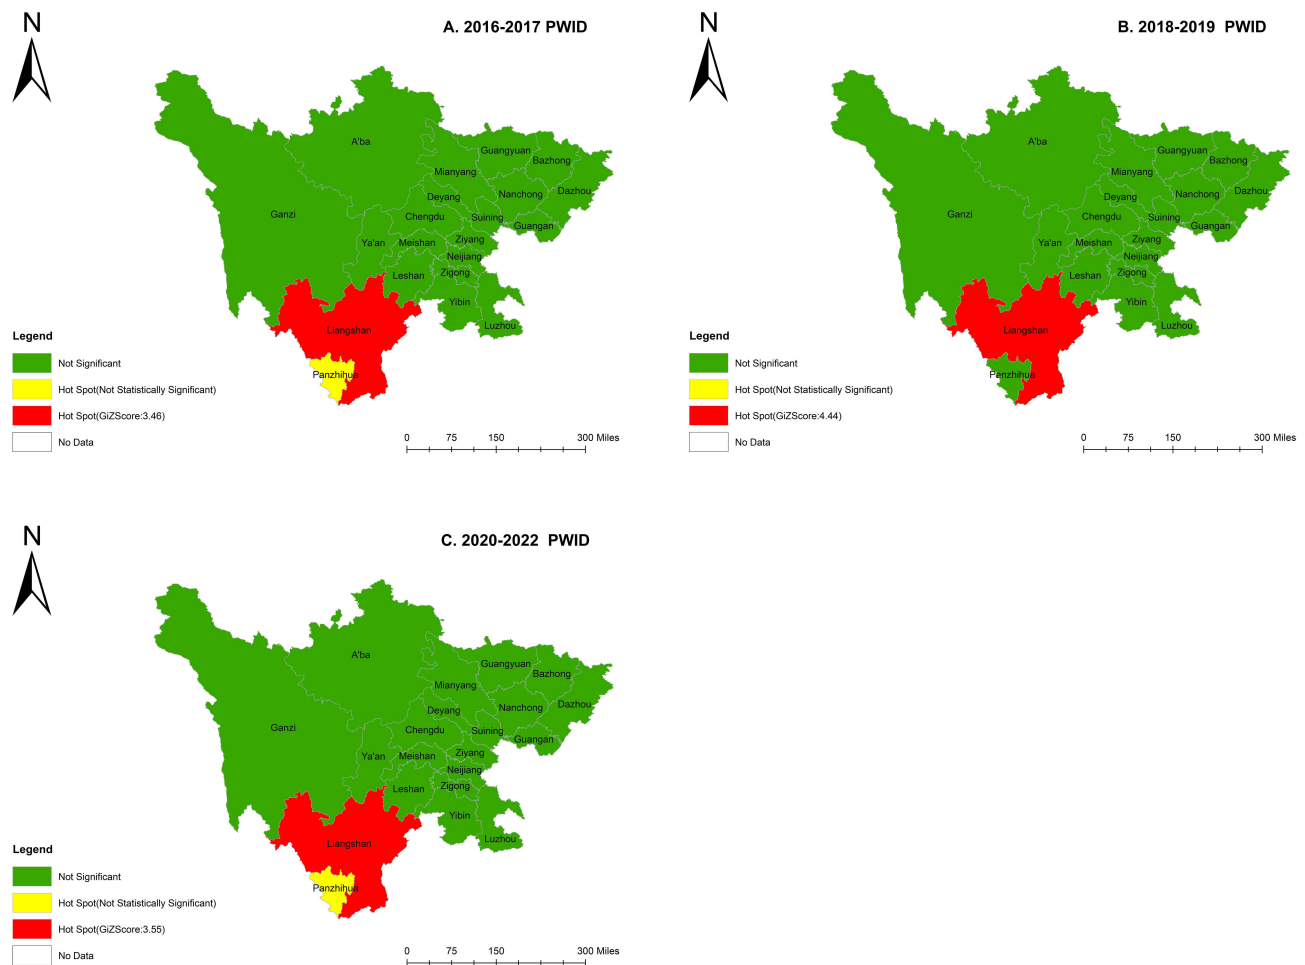 N
A. 2016-2017 PWID
A'ba
Guangyuan
Bazhong
Mianyang
Dazhou
Deyang
Nanchong
Ganzi
Chengdu
Suining
Guangan
Ya'an
Meishan
Ziyang
Neijiang
Leshan
Zigong
Yibin
Luzhou
Liangshan
Panzhihua
Legend
Not Significant
Hot Spot(Not Statistically Significant)
Hot Spot(GiZScore:3.46)
No Data
0 75 150 300 Miles
N
B. 2018-2019 PWID
A'ba
Guangyuan
Bazhong
Mianyang
Dazhou
Deyang
Nanchong
Ganzi
Chengdu
Suining
Guangan
Ya'an
Meishan
Ziyang
Neijiang
Leshan
Zigong
Yibin
Luzhou
Liangshan
Panzhihua
Legend
Not Significant
Hot Spot(Not Statistically Significant)
Hot Spot(GiZScore:4.44)
No Data
0 75 150 300 Miles
N
C. 2020-2022 PWID
A'ba
Guangyuan
Bazhong
Mianyang
Dazhou
Deyang
Nanchong
Ganzi
Chengdu
Suining
Guangan
Ya'an
Meishan
Ziyang
Neijiang
Leshan
Zigong
Yibin
Luzhou
Liangshan
Panzhihua
Legend
Not Significant
Hot Spot(Not Statistically Significant)
Hot Spot(GiZScore:3.55)
No Data
0 75 150 300 Miles